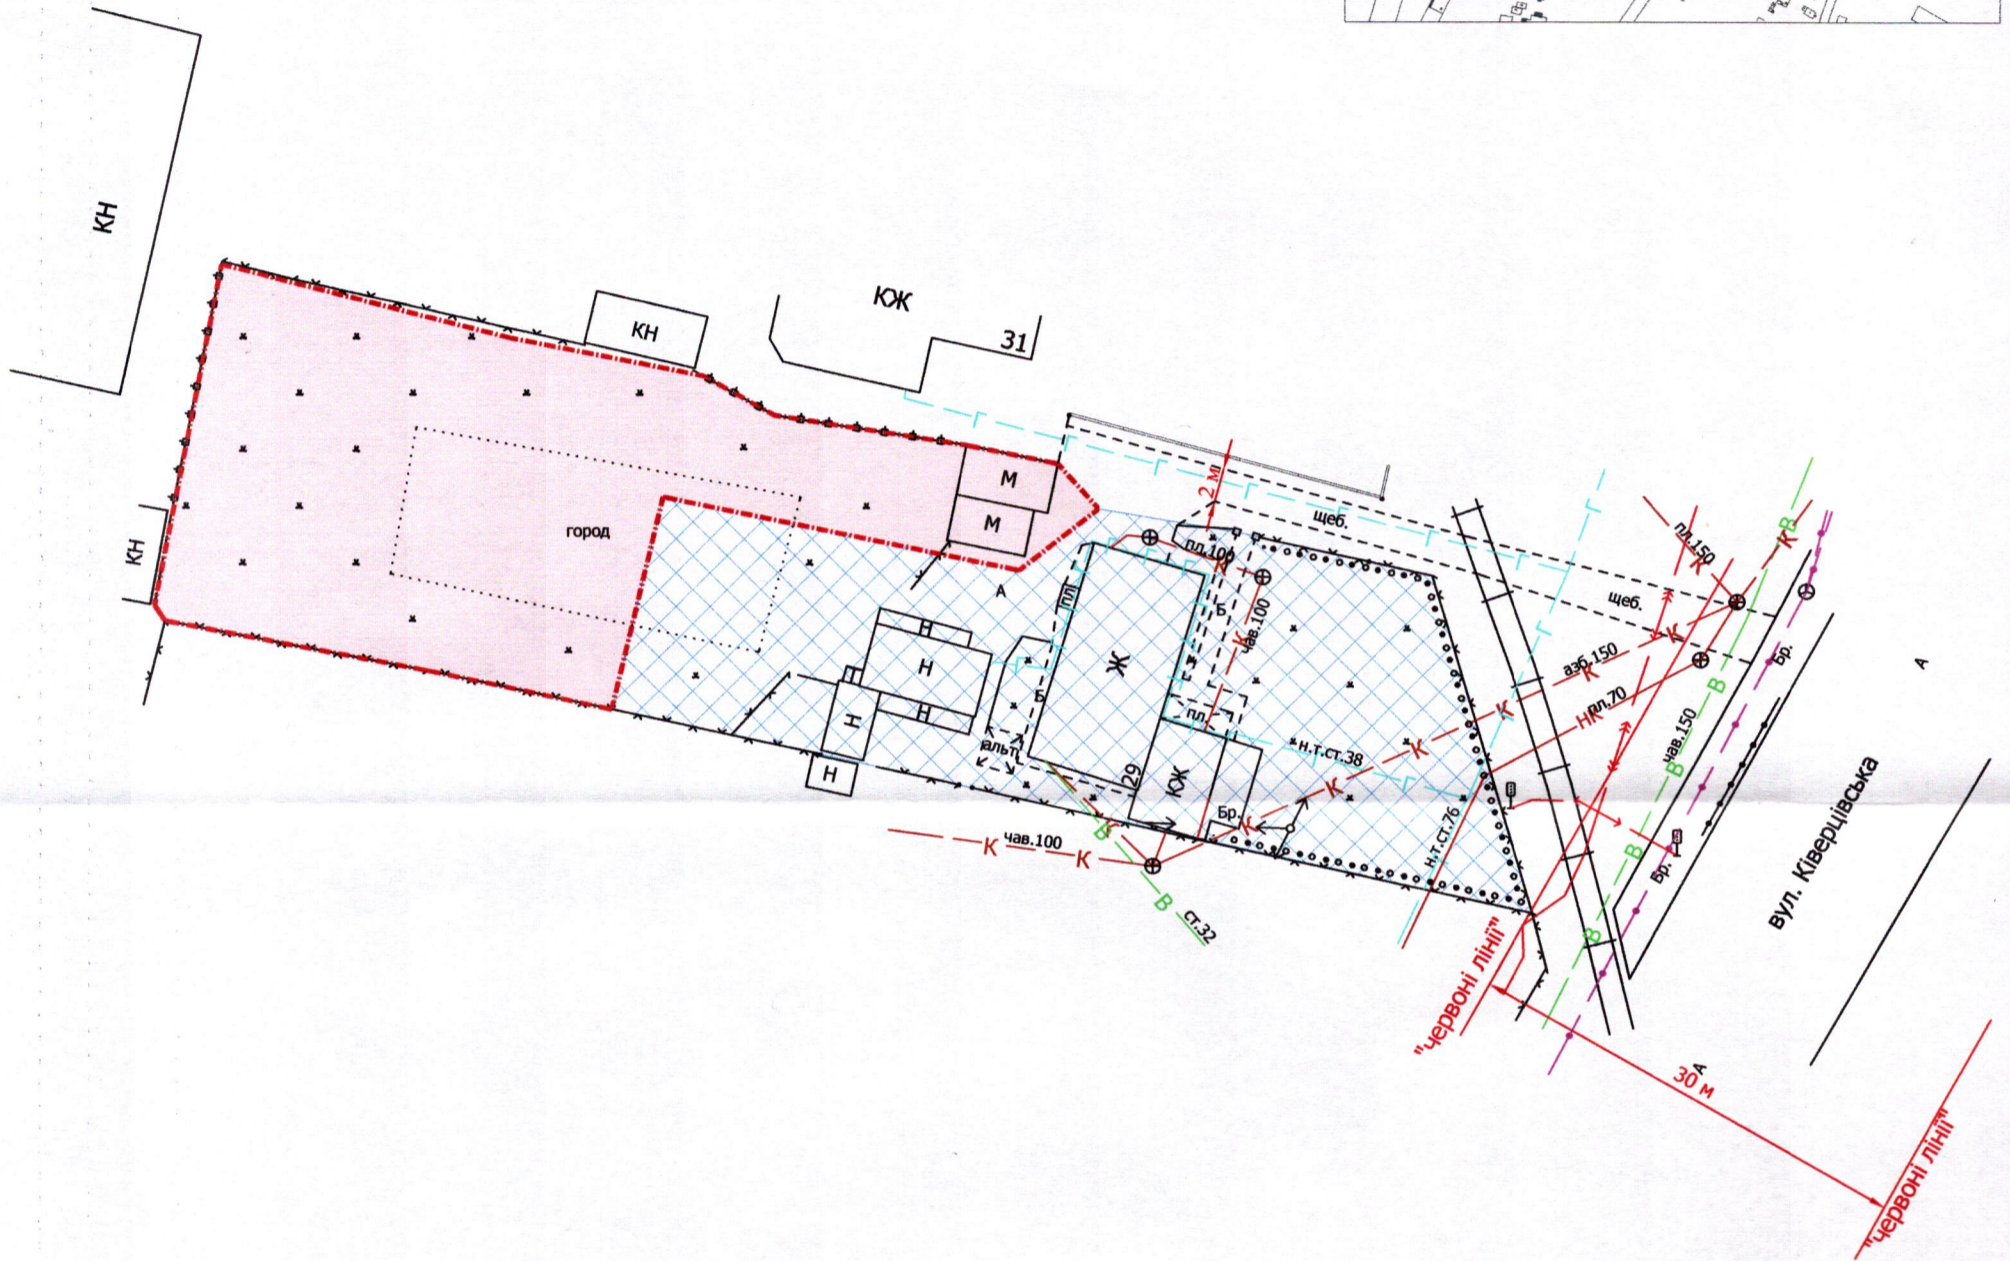 КН
КН
КЖ
31
М
М
город
КН
А
пл.
Н
Н
Н
Н
Н
Н
Б
альт.
Ж
29
КЖ
Б
пл.
пл.100
2 м
К
чав.100
К
щеб.
щеб.
пл.150
К
К
В
К
аз6.150
К
К
К
К
К
НК
пл.70
н.т.ст.38
н.т.ст.76
Бр.
Бр.
Бр.
чав.150
В
В
В
В
А
вул. Ківерцівська
К
чав.100
К
К
В
В
ст.32
"червоні лінії"
А
30 м
"червоні лінії"